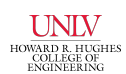 UNLV
HOWARD R. HUGHES
COLLEGE OF
ENGINEERING